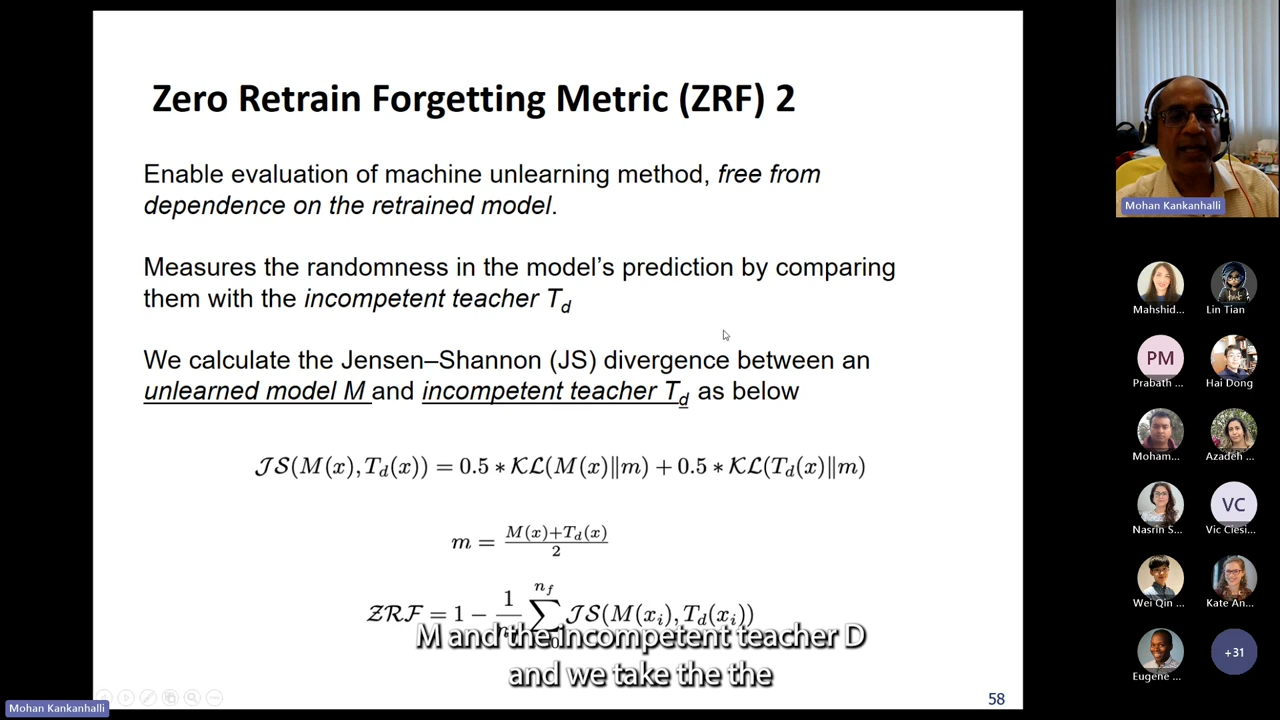 Zero Retrain Forgetting Metric (ZRF) 2
Enable evaluation of machine unlearning method, free from
dependence on the retrained model.
Measures the randomness in the model's prediction by comparing
them with the incompetent teacher T_d
We calculate the Jensen–Shannon (JS) divergence between an
unlearned model M and incompetent teacher T_d as below
𝒥𝒮(M(x), T_d(x)) = 0.5 ∗ 𝒦ℒ(M(x)||m) + 0.5 ∗ 𝒦ℒ(T_d(x)||m)
m = (M(x)+T_d(x))/2
𝒵ℛℱ = 1 − 1/n ∑ n_f 𝒥𝒮(M(x_i), T_d(x_i))
M and the incompetent teacher D
and we take the the
58
Mohan Kankanhalli
Mohan Kankanhalli
Mahshid...
Lin Tian
PM
Prabath ...
Hai Dong
Moham...
Azadeh ...
VC
Nasrin S...
Vic Ciesi...
Wei Qin ...
Kate An...
+31
Eugene ...